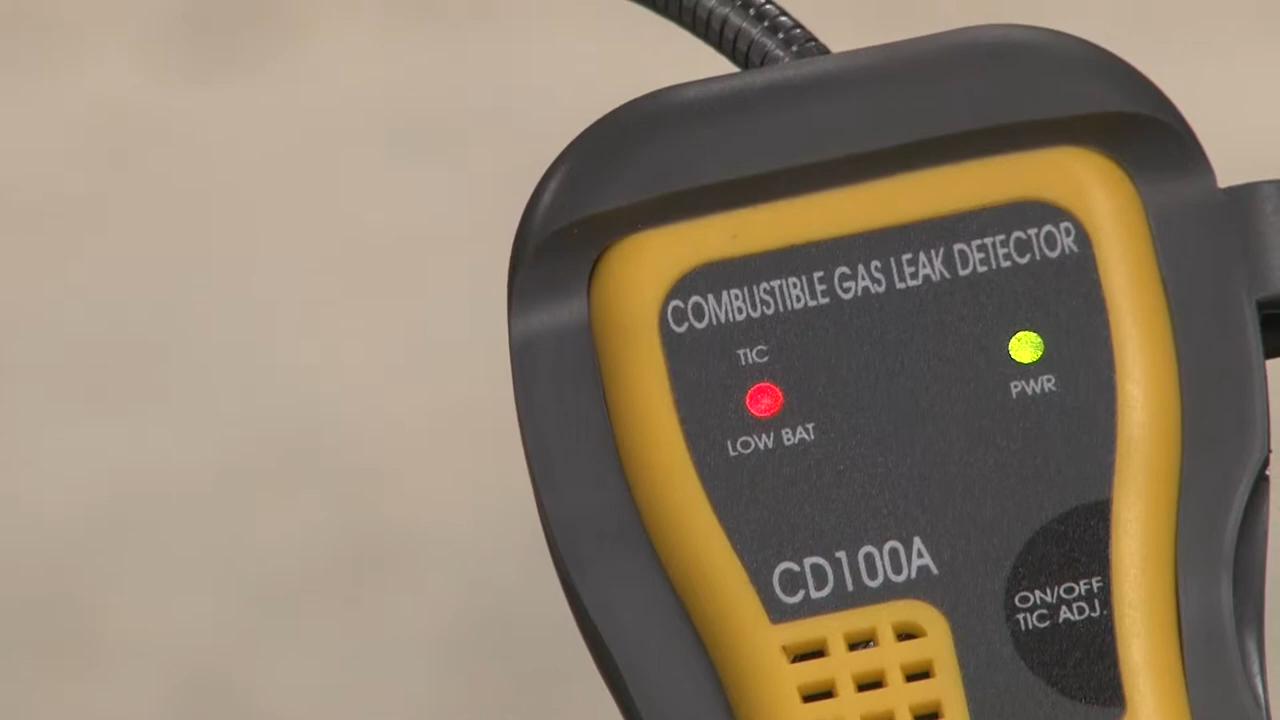 COMBUSTIBLE GAS LEAK DETECTOR
TIC
LOW BAT
PWR
CD100A
ON/OFF
TIC ADJ.